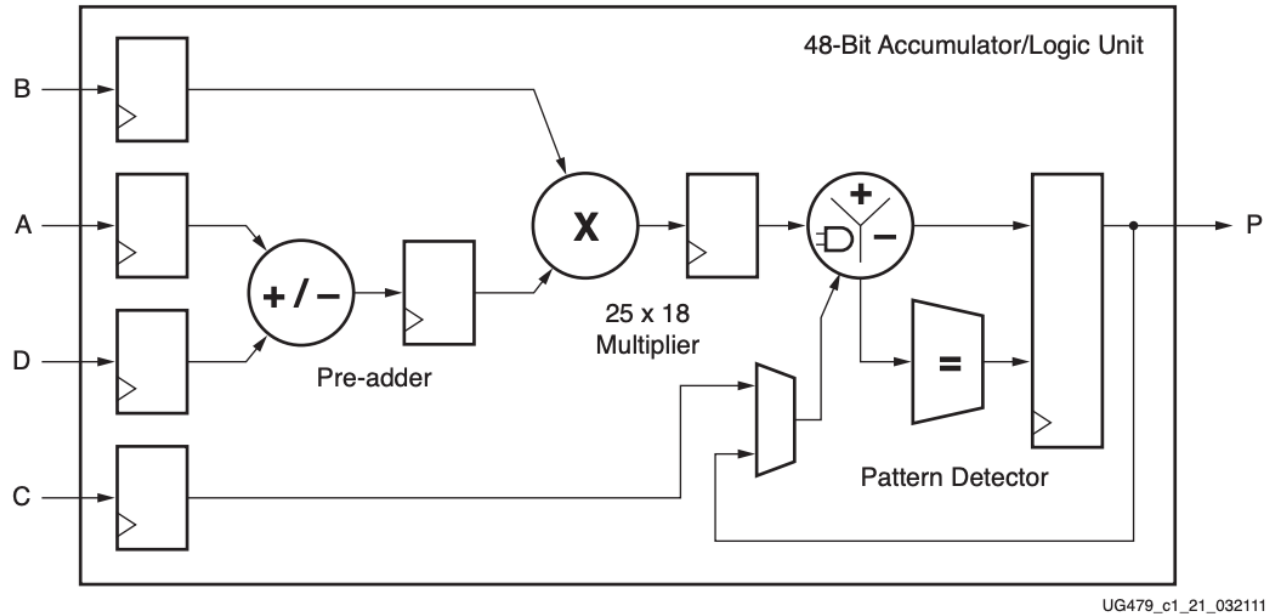 48-Bit Accumulator/Logic Unit
B
A
D
C
+ / −
Pre-adder
X
25 x 18
Multiplier
+
−
=
Pattern Detector
P
UG479_c1_21_032111